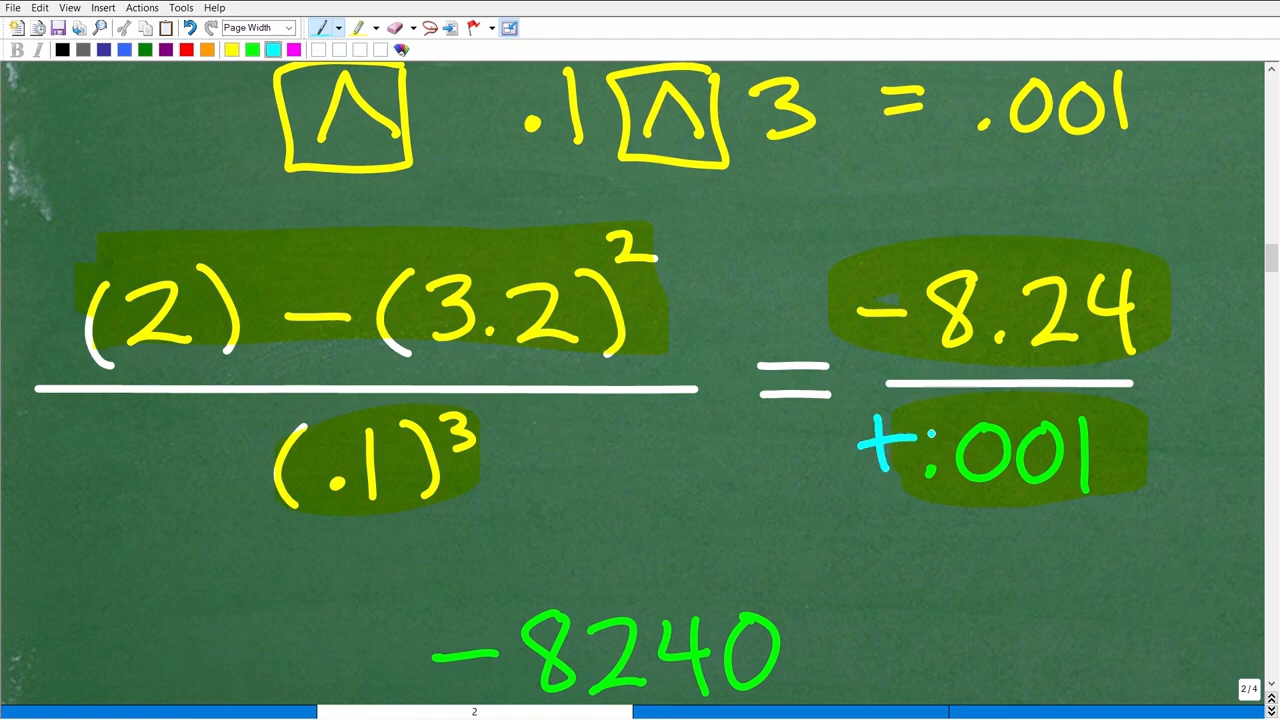 File Edit View Insert Actions Tools Help
Page Width
B I
^ .1 ^ 3 = .001
(2) - (3.2)² = -8.24
(.1)³ +.001
-8240
2/4
2